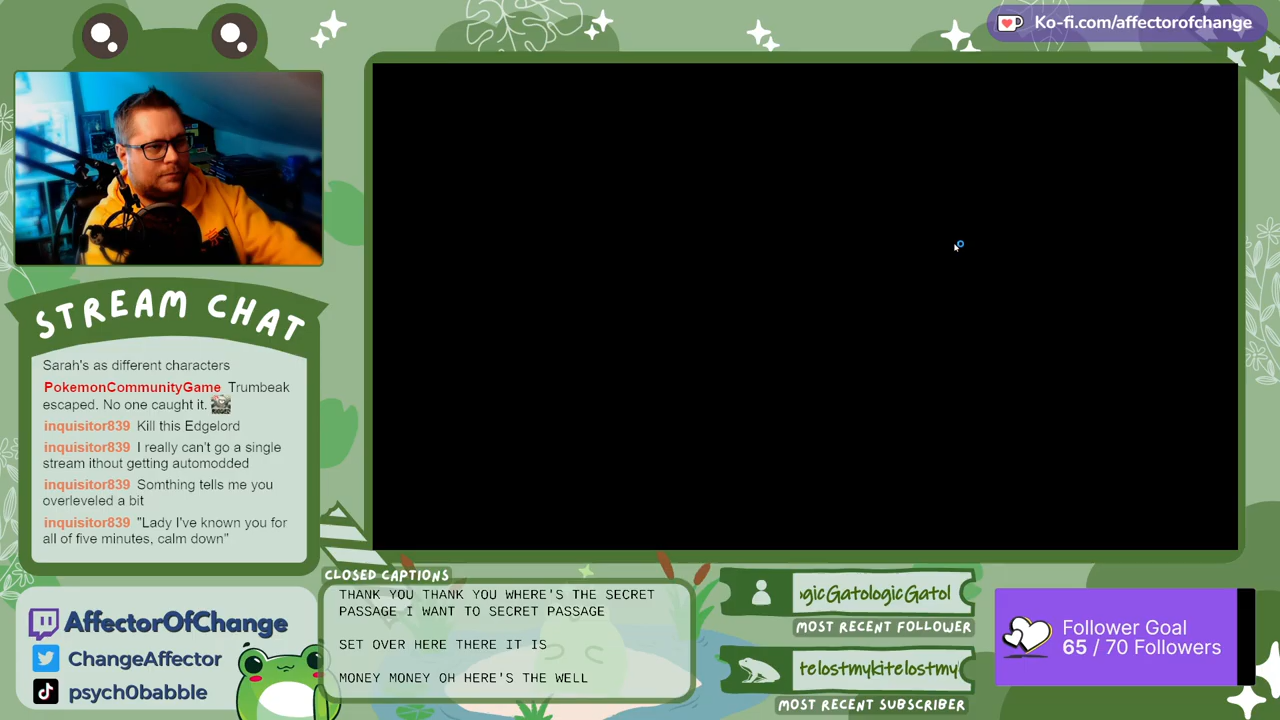 Ko-fi.com/affectorofchange
STREAM CHAT
Sarah's as different characters
PokemonCommunityGame Trumbeak
escaped. No one caught it.
inquisitor839 Kill this Edgelord
inquisitor839 I really can't go a single
stream ithout getting automodded
inquisitor839 Somthing tells me you
overleveled a bit
inquisitor839 "Lady I've known you for
all of five minutes, calm down"
CLOSED CAPTIONS
THANK YOU THANK YOU WHERE'S THE SECRET
PASSAGE I WANT TO SECRET PASSAGE
SET OVER HERE THERE IT IS
MONEY MONEY OH HERE'S THE WELL
AffectorOfChange
ChangeAffector
psych0babble
ogicGatologicGatol
MOST RECENT FOLLOWER
telostmykitelostmy
MOST RECENT SUBSCRIBER
Follower Goal
65 / 70 Followers